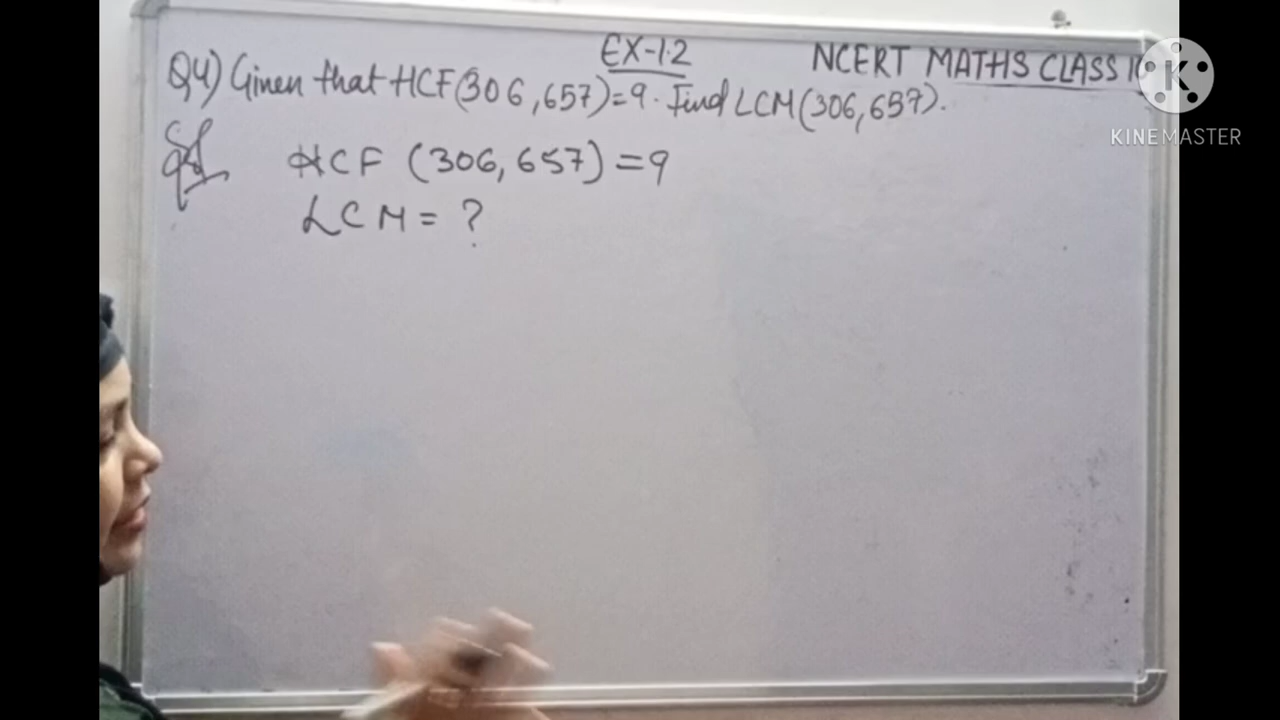 EX-1.2
NCERT MATHS CLASS 10
Q4) Given that HCF(306,657)=9. Find LCM(306,657).
Sol
HCF (306,657)=9
LCM = ?
K
KINEMASTER